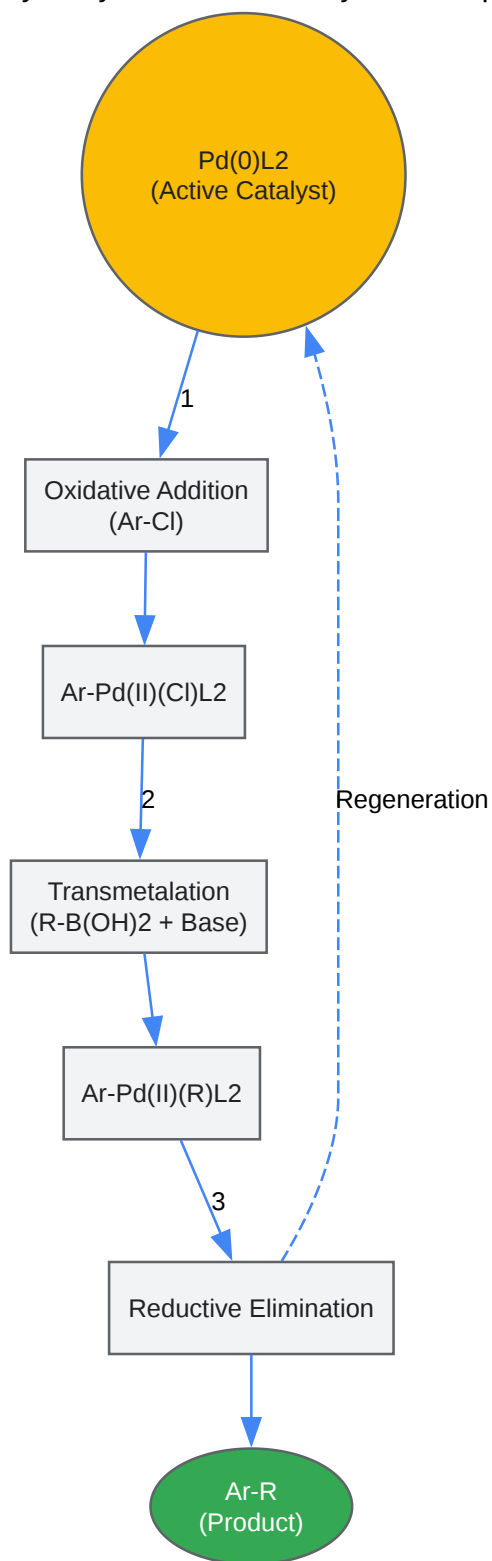 Pd(0)L2
(Active Catalyst)
1
Oxidative Addition
(Ar-Cl)
Ar-Pd(II)(Cl)L2
2
Regeneration
Transmetalation
(R-B(OH)2 + Base)
Ar-Pd(II)(R)L2
3
Reductive Elimination
Ar-R
(Product)